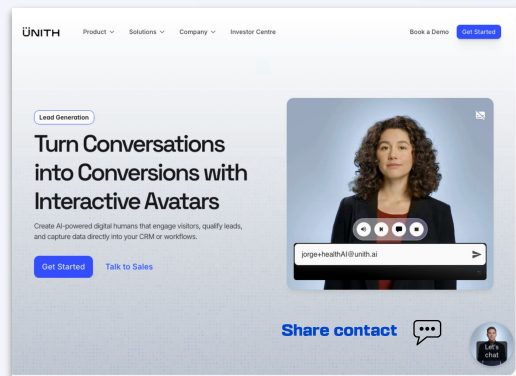 ÜNITH
Product
Solutions
Company
Investor Centre
Book a Demo
Get Started
Lead Generation
Turn Conversations
into Conversions with
Interactive Avatars
Create AI-powered digital humans that engage visitors, qualify leads,
and capture data directly into your CRM or workflows.
Get Started
Talk to Sales
jorge+healthAI@unith.ai
Share contact
Let's
chat